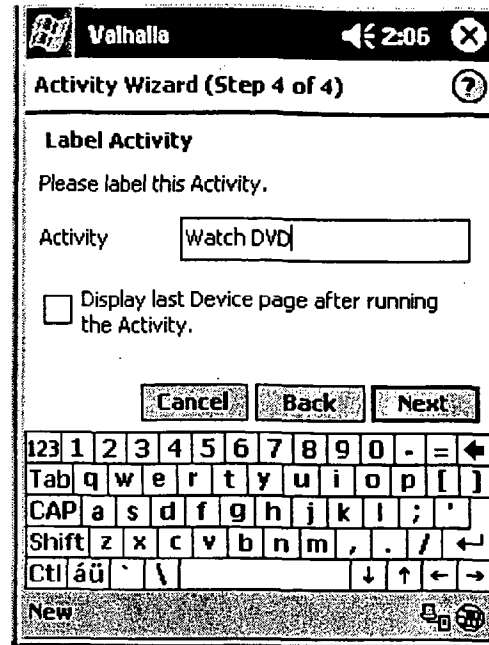 Valhalla 2:06
Activity Wizard (Step 4 of 4) ?
Label Activity
Please label this Activity.
Activity Watch DVD
Display last Device page after running
the Activity.
Cancel Back Next
123 1 2 3 4 5 6 7 8 9 0 - = ←
Tab q w e r t y u i o p [ ]
CAP a s d f g h j k l ; '
Shift z x c v b n m , . / ↵
Ctl áü ` \ ↓ ↑ ← →
New